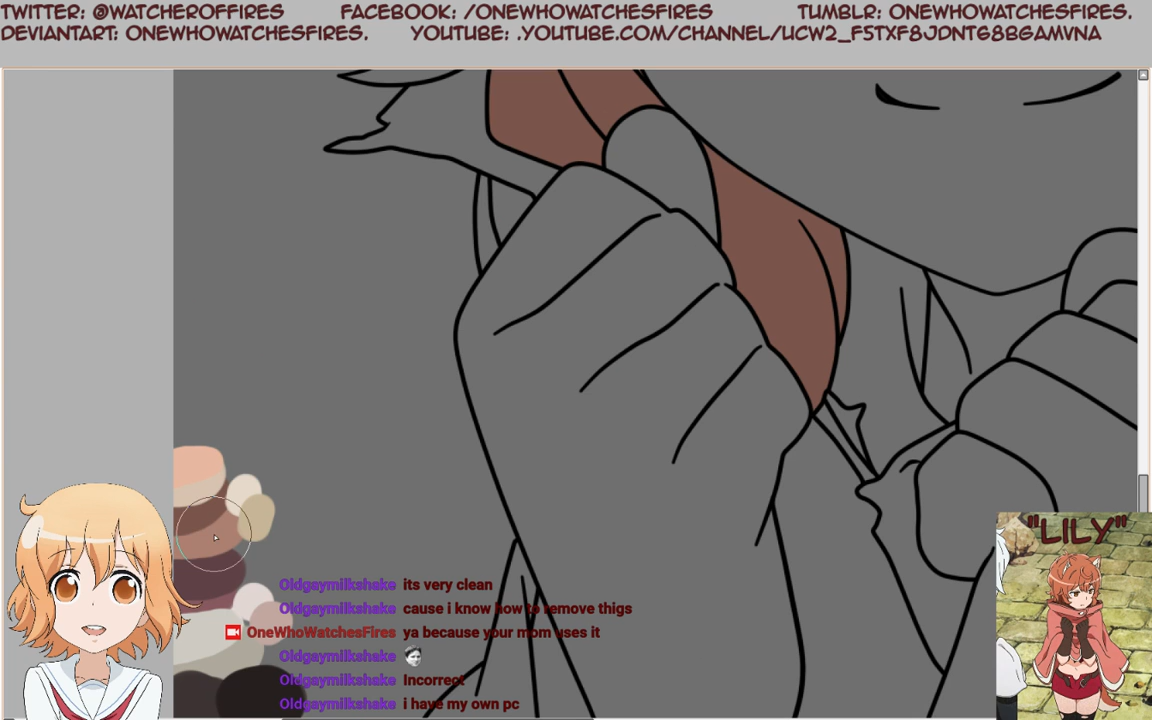 TWITTER: @WATCHEROFFIRES FACEBOOK: /ONEWHOWATCHESFIRES TUMBLR: ONEWHOWATCHESFIRES.
DEVIANTART: ONEWHOWATCHESFIRES. YOUTUBE: .YOUTUBE.COM/CHANNEL/UCW2_F5TXF8JDNTG8BGAMVNA
"LILY"
Oldgaymilkshake its very clean
Oldgaymilkshake cause i know how to remove thigs
OneWhoWatchesFires ya because your mom uses it
Oldgaymilkshake
Oldgaymilkshake Incorrect
Oldgaymilkshake i have my own pc